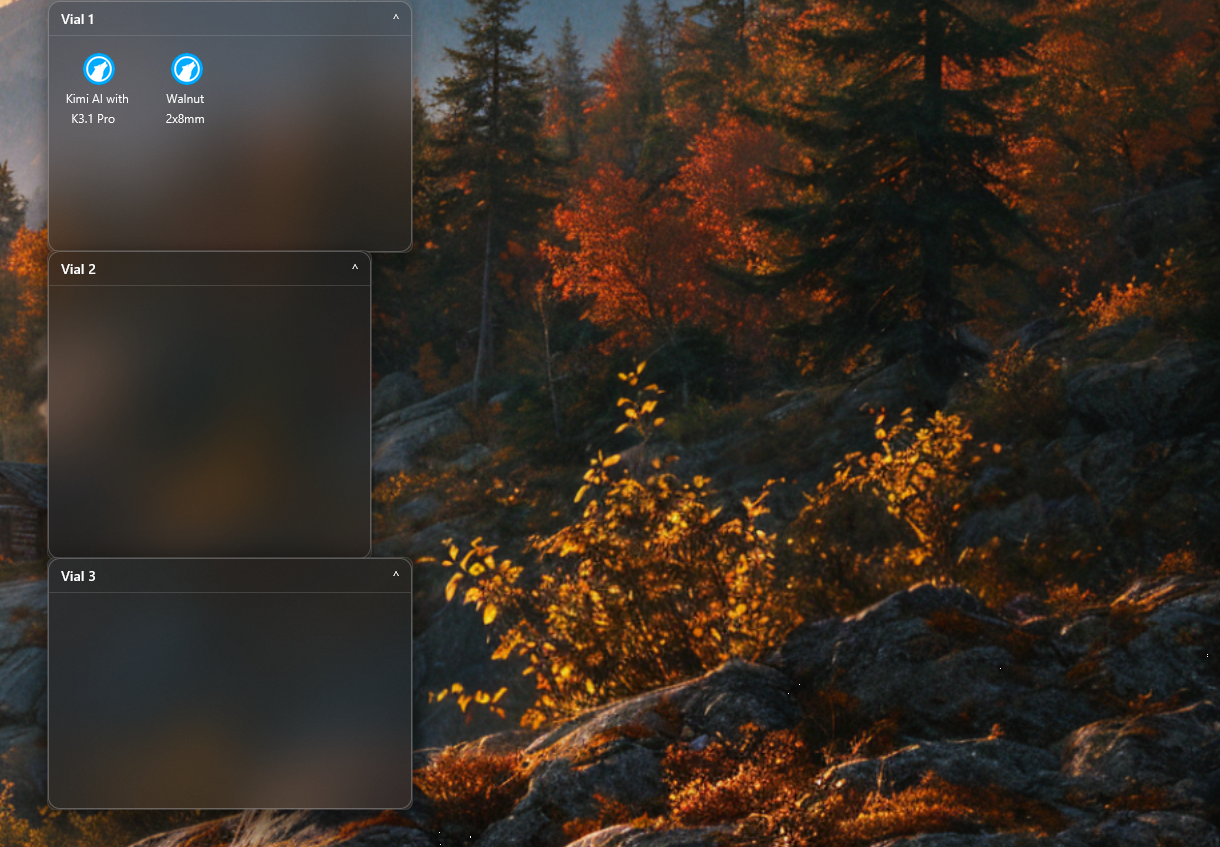 Vial 1
^
Kimi AI with
K3.1 Pro
Walnut
2x8mm
Vial 2
^
Vial 3
^